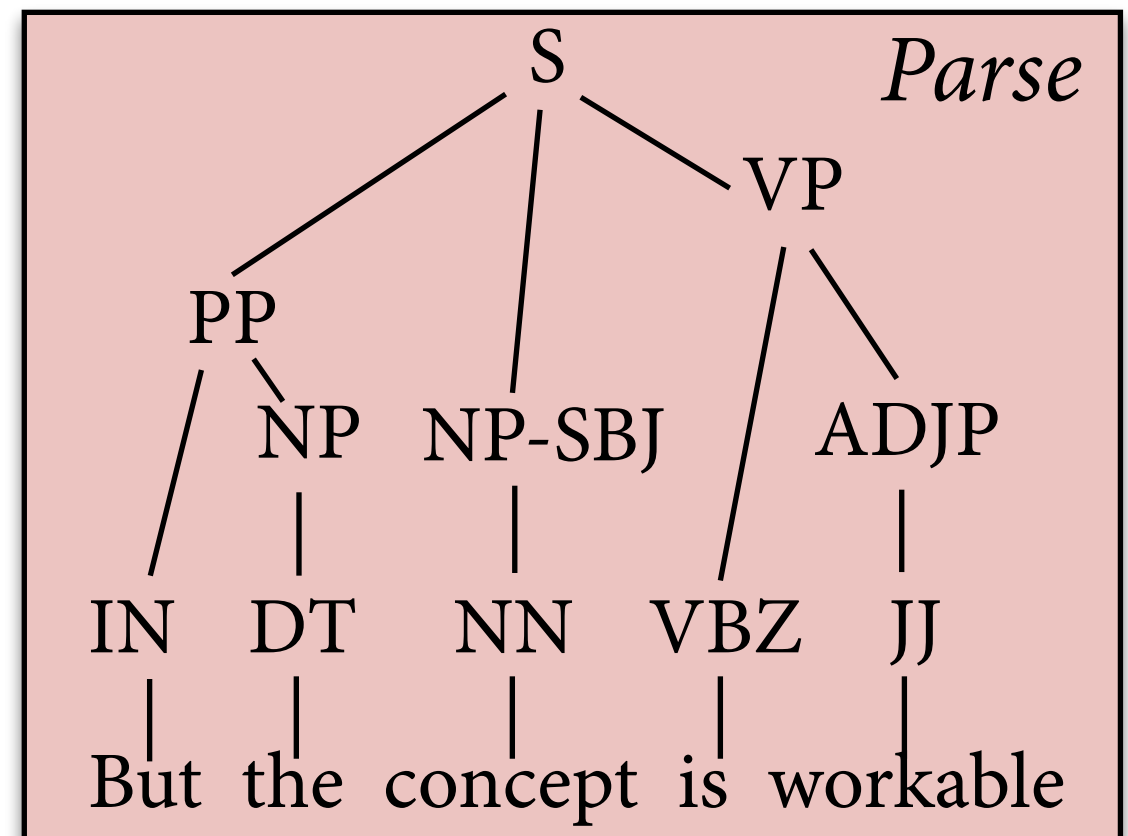 S Parse
VP
PP
NP NP-SBJ ADJP
IN DT NN VBZ JJ
But the concept is workable